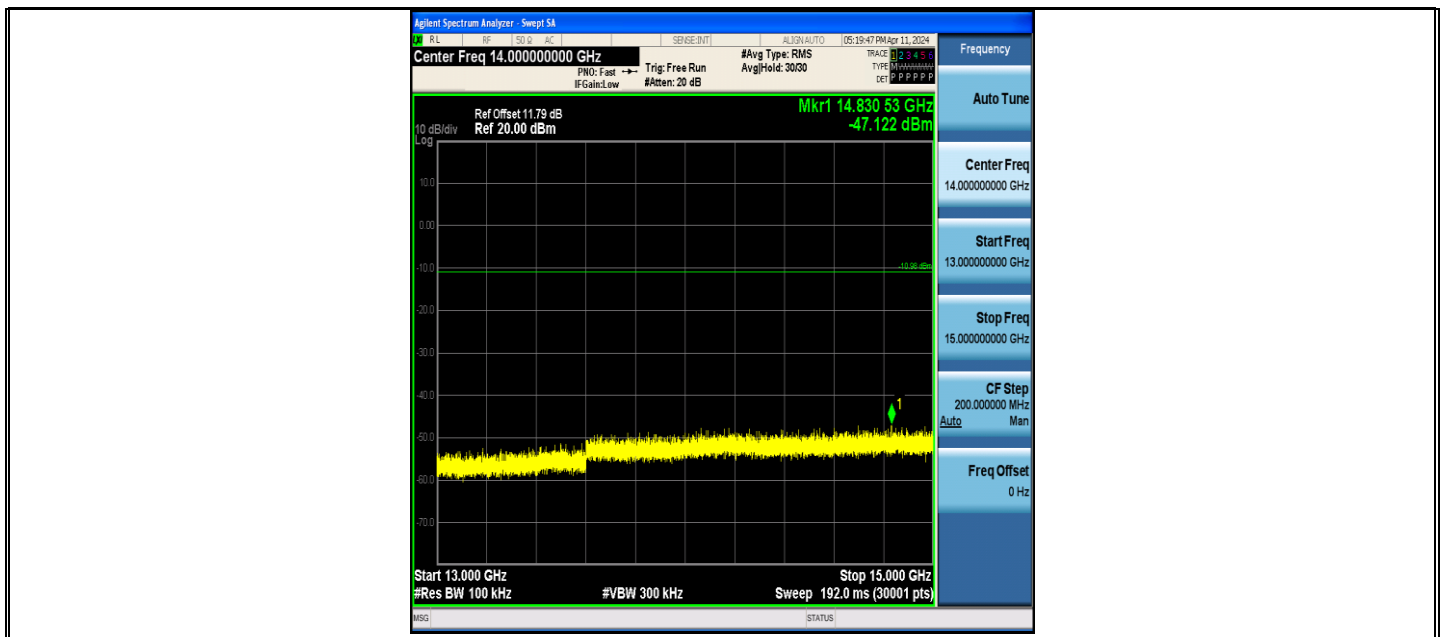 Agilent Spectrum Analyzer - Swept SA
RL RF 50 Ω AC SENSE:INT ALIGN AUTO 05:19:47 PM Apr 11, 2024
Center Freq 14.000000000 GHz
PNO: Fast
IFGain:Low
Trig: Free Run
#Atten: 20 dB
#Avg Type: RMS
Avg|Hold: 30/30
TRACE 1 2 3 4 5 6
TYPE M
DET P P P P P P
Mkr1 14.830 53 GHz
-47.122 dBm
Ref Offset 11.79 dB
10 dB/div Ref 20.00 dBm
Log
10.0
0.00
-10.0
-10.98 dBm
-20.0
-30.0
-40.0
1
-50.0
-60.0
-70.0
Start 13.000 GHz Stop 15.000 GHz
#Res BW 100 kHz #VBW 300 kHz Sweep 192.0 ms (30001 pts)
MSG STATUS
Frequency
Auto Tune
Center Freq
14.000000000 GHz
Start Freq
13.000000000 GHz
Stop Freq
15.000000000 GHz
CF Step
200.000000 MHz
Auto Man
Freq Offset
0 Hz